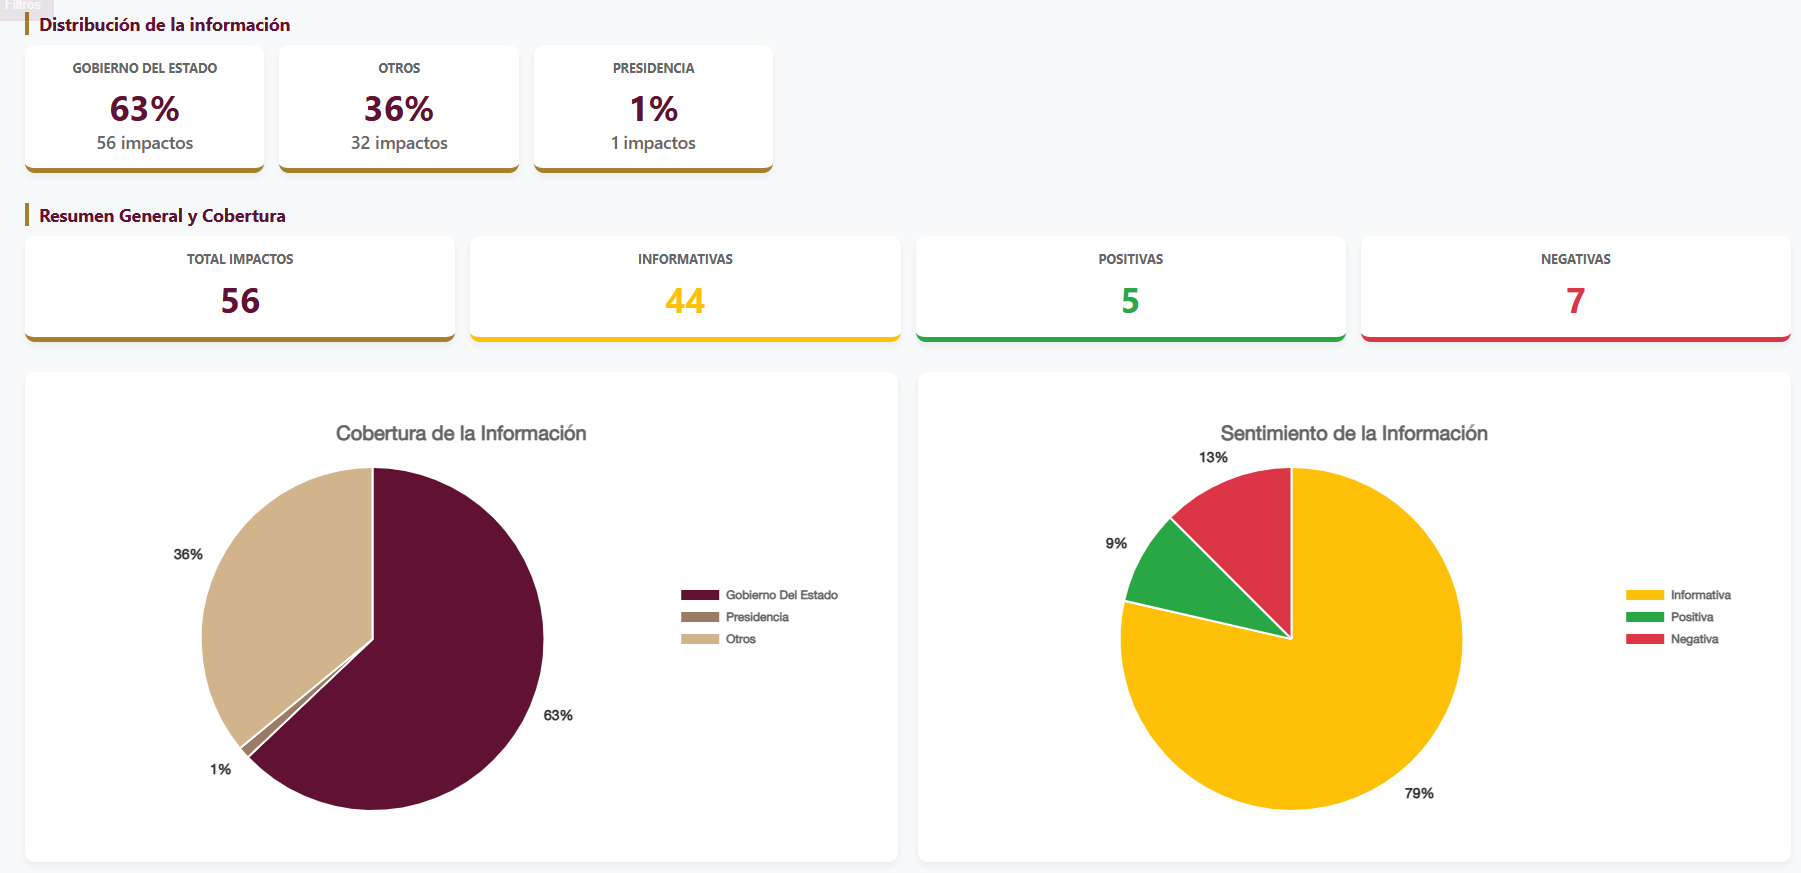 Filtros
Distribución de la información
GOBIERNO DEL ESTADO
63%
56 impactos
OTROS
36%
32 impactos
PRESIDENCIA
1%
1 impactos
Resumen General y Cobertura
TOTAL IMPACTOS
56
INFORMATIVAS
44
POSITIVAS
5
NEGATIVAS
7
Cobertura de la Información
36%
63%
1%
Gobierno Del Estado
Presidencia
Otros
Sentimiento de la Información
13%
9%
79%
Informativa
Positiva
Negativa